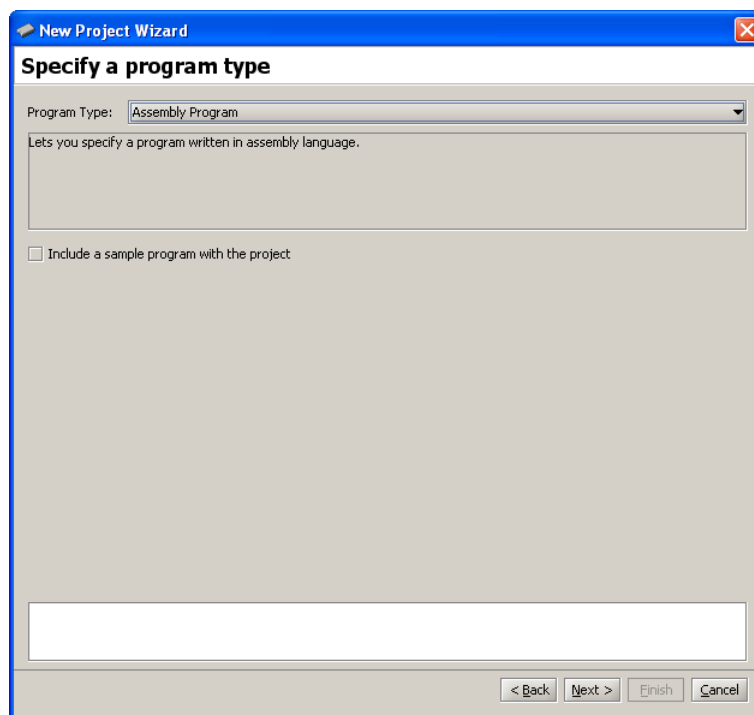 New Project Wizard
Specify a program type
Program Type: Assembly Program
Lets you specify a program written in assembly language.
Include a sample program with the project
< Back Next > Finish Cancel